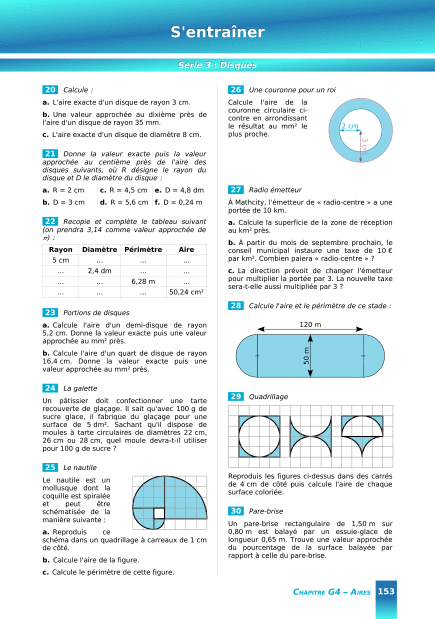 S'entraîner
Série 3 : Disques
20 Calcule :
a. L'aire exacte d'un disque de rayon 3 cm.
b. Une valeur approchée au dixième près de
l'aire d'un disque de rayon 35 mm.
c. L'aire exacte d'un disque de diamètre 8 cm.
21 Donne la valeur exacte puis la valeur
approchée au centième près de l'aire des
disques suivants, où R désigne le rayon du
disque et D le diamètre du disque :
a. R = 2 cm c. R = 4,5 cm e. D = 4,8 dm
b. D = 3 cm d. R = 5,6 cm f. D = 0,24 m
22 Recopie et complète le tableau suivant
(on prendra 3,14 comme valeur approchée de
π) :
Rayon Diamètre Périmètre Aire
5 cm ... ... ...
... 2,4 dm ... ...
... ... 6,28 m ...
... ... ... 50,24 cm²
23 Portions de disques
a. Calcule l'aire d'un demi-disque de rayon
5,2 cm. Donne la valeur exacte puis une valeur
approchée au mm² près.
b. Calcule l'aire d'un quart de disque de rayon
16,4 cm. Donne la valeur exacte puis une
valeur approchée au mm² près.
24 La galette
Un pâtissier doit confectionner une tarte
recouverte de glaçage. Il sait qu'avec 100 g de
sucre glace, il fabrique du glaçage pour une
surface de 5 dm². Sachant qu'il dispose de
moules à tarte circulaires de diamètres 22 cm,
26 cm ou 28 cm, quel moule devra-t-il utiliser
pour 100 g de sucre ?
25 Le nautile
Le nautile est un
mollusque dont la
coquille est spiralée
et peut être
schématisée de la
manière suivante :
a. Reproduis ce
schéma dans un quadrillage à carreaux de 1 cm
de côté.
b. Calcule l'aire de la figure.
c. Calcule le périmètre de cette figure.
26 Une couronne pour un roi
Calcule l'aire de la
couronne circulaire ci-
contre en arrondissant
le résultat au mm² le
plus proche.
2 cm
3 cm
27 Radio émetteur
À Mathcity, l'émetteur de « radio-centre » a une
portée de 10 km.
a. Calcule la superficie de la zone de réception
au km² près.
b. À partir du mois de septembre prochain, le
conseil municipal instaure une taxe de 10 €
par km². Combien paiera « radio-centre » ?
c. La direction prévoit de changer l'émetteur
pour multiplier la portée par 3. La nouvelle taxe
sera-t-elle aussi multipliée par 3 ?
28 Calcule l'aire et le périmètre de ce stade :
120 m
50 m
29 Quadrillage
Reproduis les figures ci-dessus dans des carrés
de 4 cm de côté puis calcule l'aire de chaque
surface coloriée.
30 Pare-brise
Un pare-brise rectangulaire de 1,50 m sur
0,80 m est balayé par un essuie-glace de
longueur 0,65 m. Trouve une valeur approchée
du pourcentage de la surface balayée par
rapport à celle du pare-brise.
CHAPITRE G4 – AIRES 153